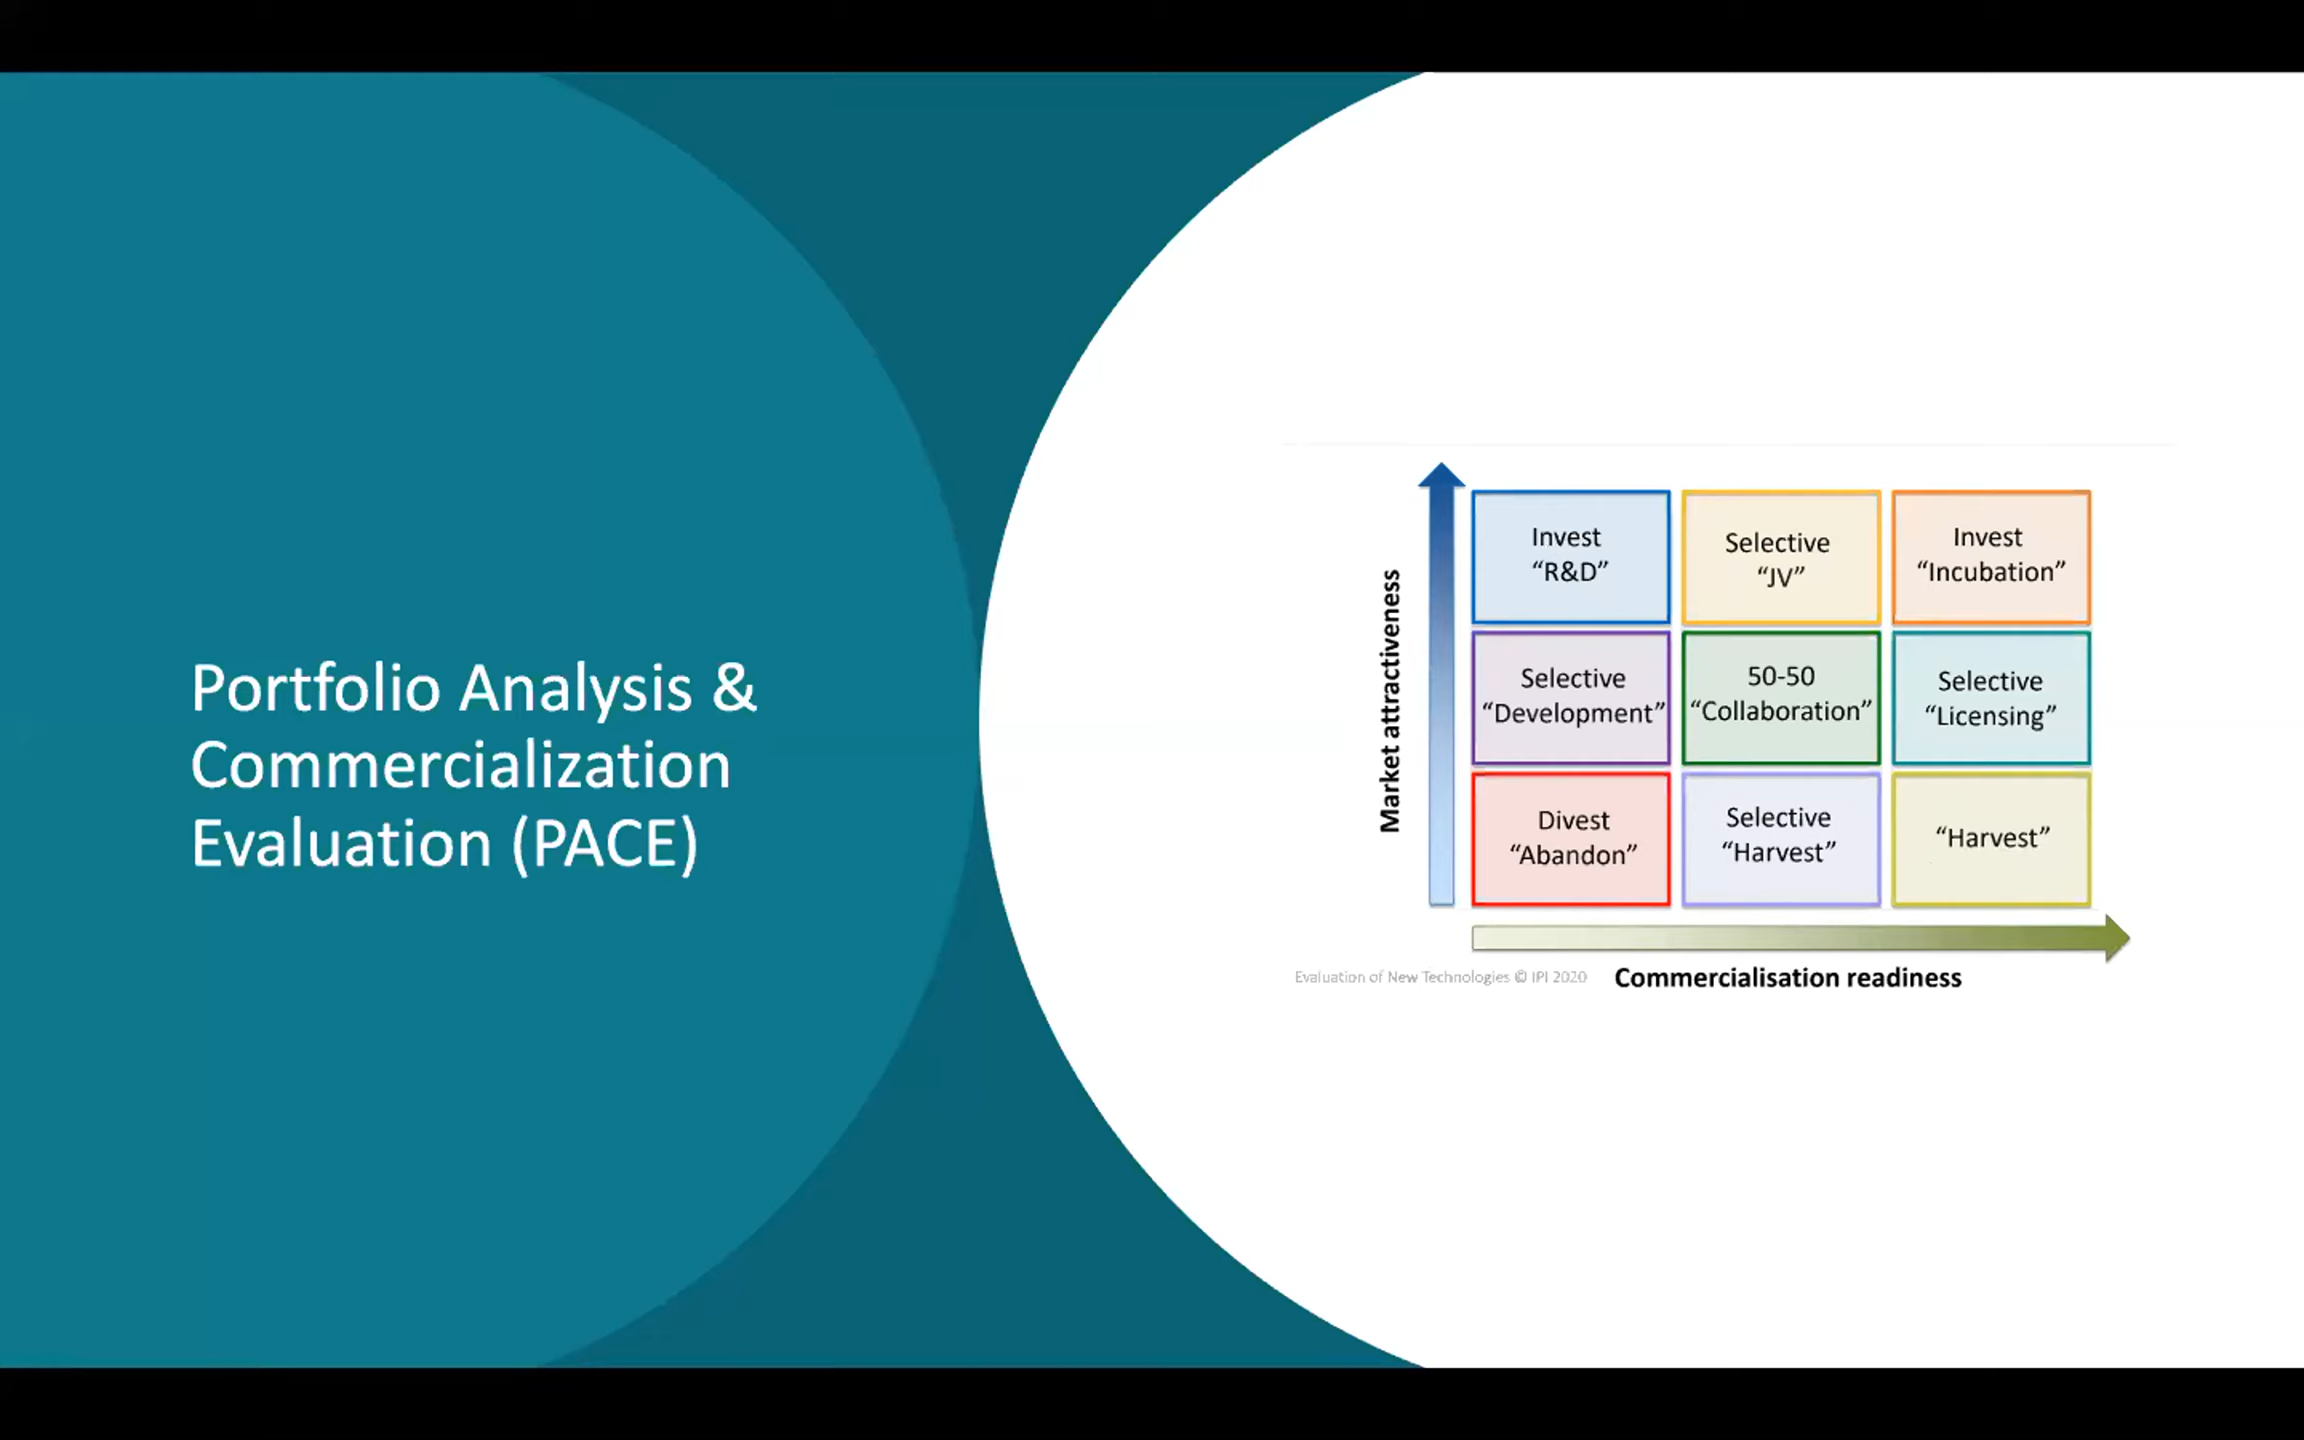 Portfolio Analysis &
Commercialization
Evaluation (PACE)
Market attractiveness
Invest
“R&D”
Selective
“JV”
Invest
“Incubation”
Selective
“Development”
50-50
“Collaboration”
Selective
“Licensing”
Divest
“Abandon”
Selective
“Harvest”
“Harvest”
Evaluation of New Technologies © IPI 2020
Commercialisation readiness